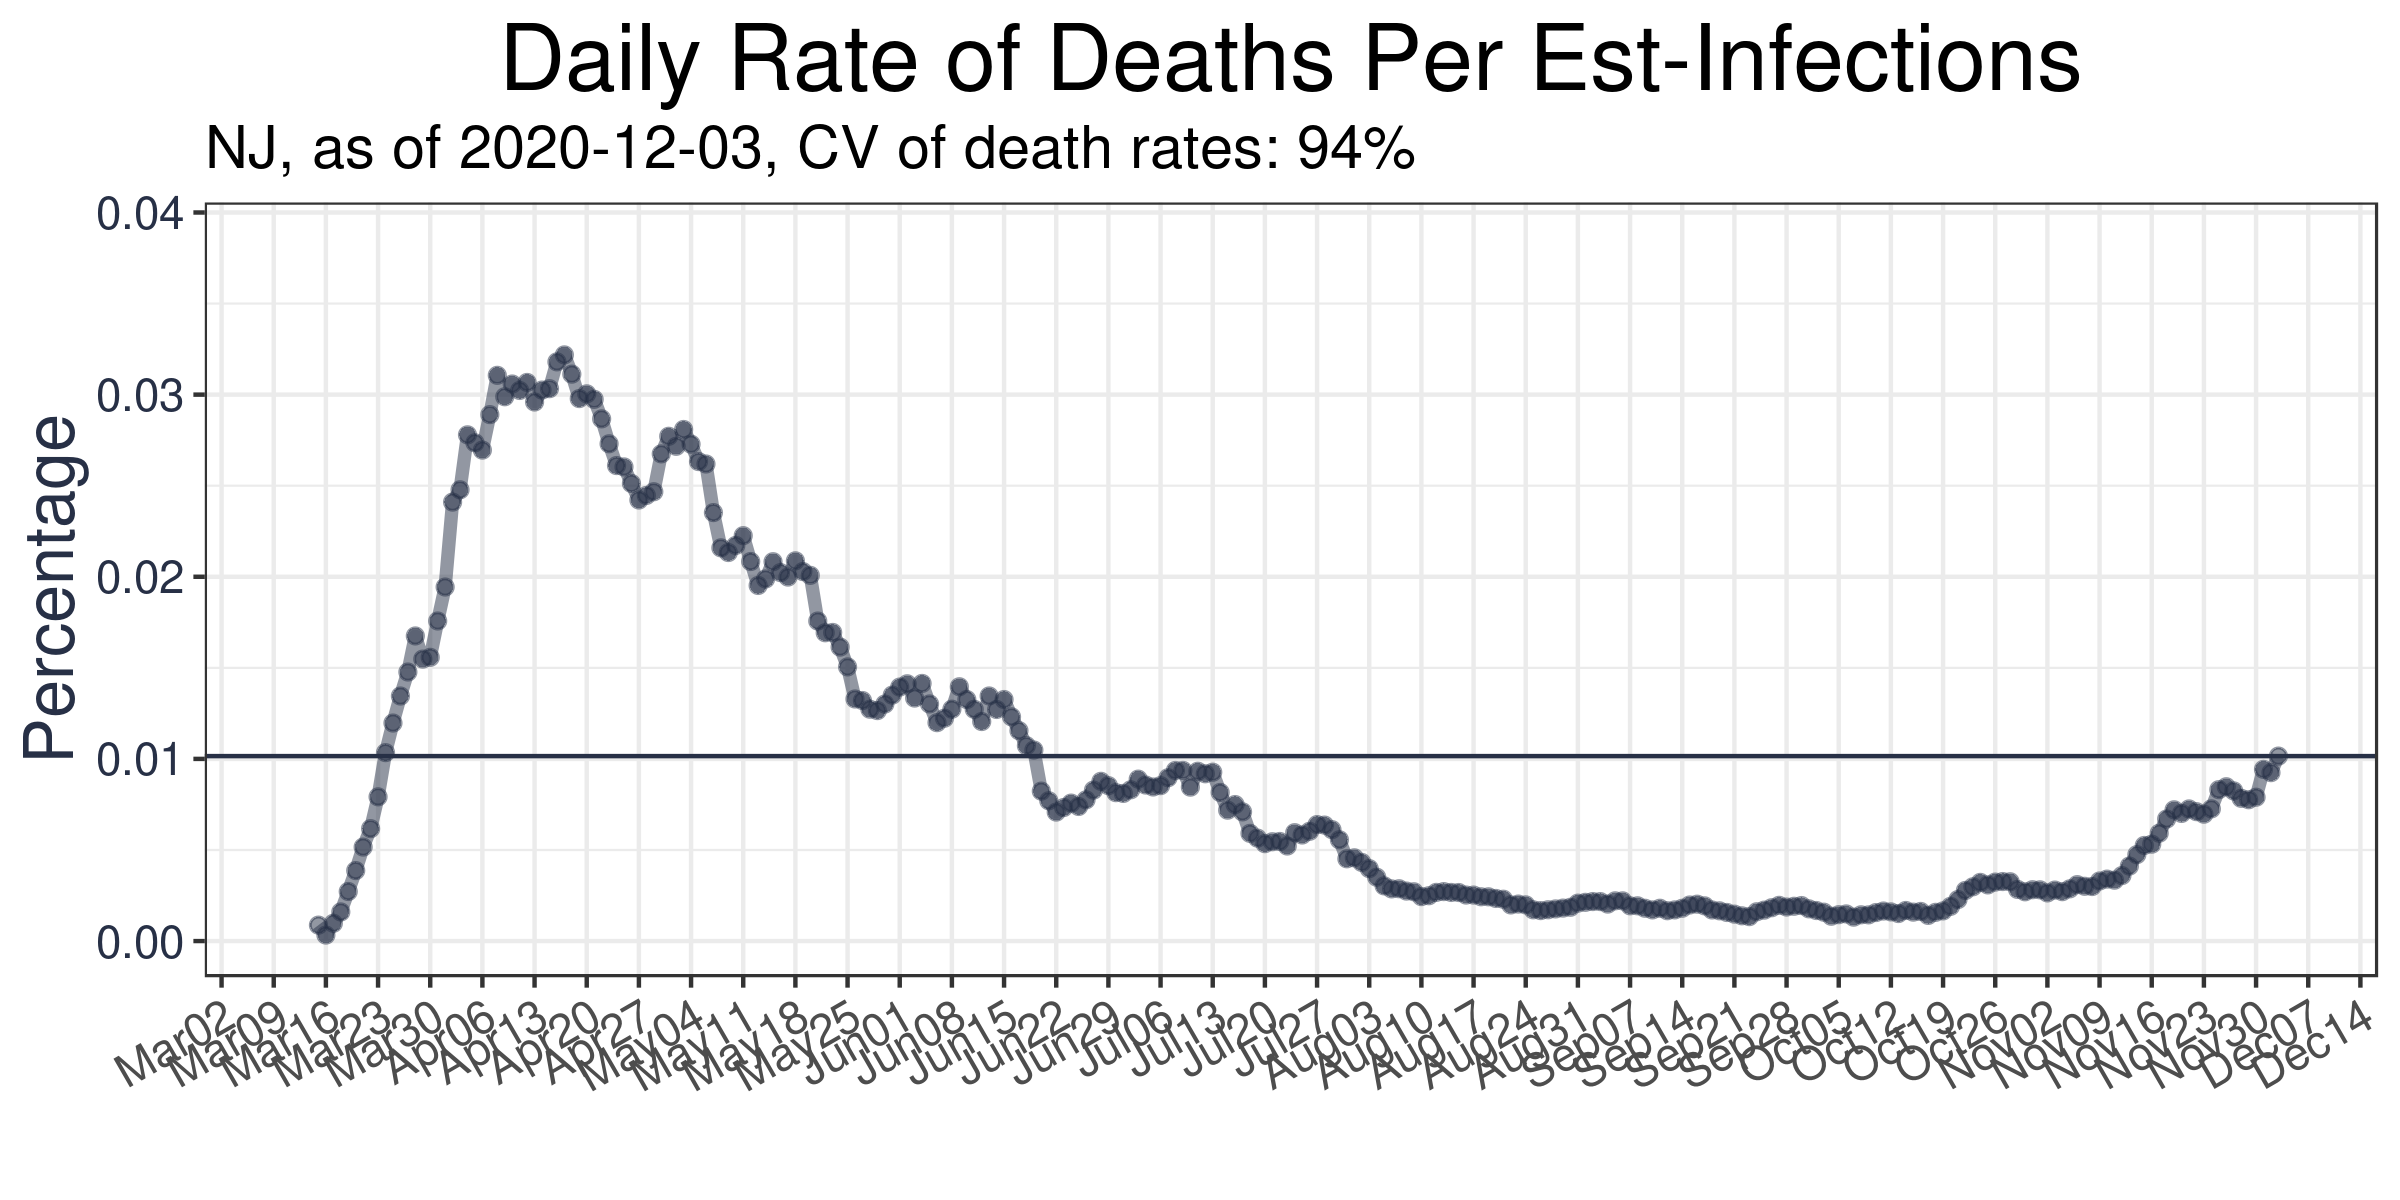 Daily Rate of Deaths Per Est-Infections
NJ, as of 2020-12-03, CV of death rates: 94%
Percentage
0.04
0.03
0.02
0.01
0.00
Mar02
Mar09
Mar16
Mar23
Mar30
Apr06
Apr13
Apr20
Apr27
May04
May11
May18
May25
Jun01
Jun08
Jun15
Jun22
Jun29
Jul06
Jul13
Jul20
Jul27
Aug03
Aug10
Aug17
Aug24
Aug31
Sep07
Sep14
Sep21
Sep28
Oct05
Oct12
Oct19
Oct26
Nov02
Nov09
Nov16
Nov23
Nov30
Dec07
Dec14